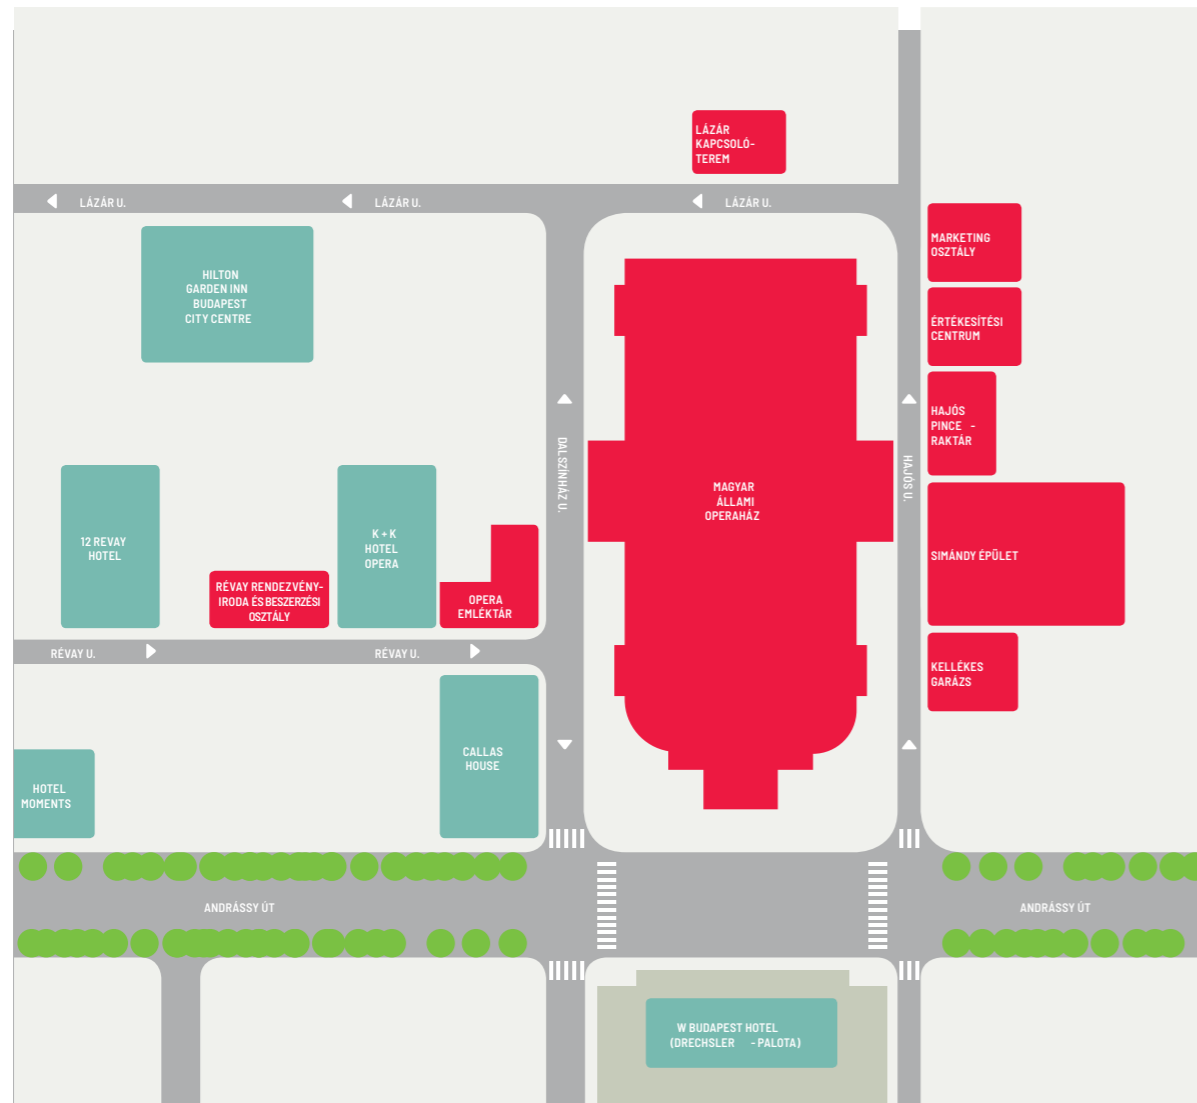 LÁZÁR
KAPCSOLÓ-
TEREM
LÁZÁR U.
LÁZÁR U.
LÁZÁR U.
HILTON
GARDEN INN
BUDAPEST
CITY CENTRE
MARKETING
OSZTÁLY
ÉRTÉKESÍTÉSI
CENTRUM
HAJÓS
PINCE -
RAKTÁR
DALSZÍNHÁZ U.
HAJÓS U.
MAGYAR
ÁLLAMI
OPERAHÁZ
12 REVAY
HOTEL
K + K
HOTEL
OPERA
SIMÁNDY ÉPÜLET
RÉVAY RENDEZVÉNY-
IRODA ÉS BESZERZÉSI
OSZTÁLY
OPERA
EMLÉKTÁR
RÉVAY U.
RÉVAY U.
KELLÉKES
GARÁZS
CALLAS
HOUSE
HOTEL
MOMENTS
ANDRÁSSY ÚT
ANDRÁSSY ÚT
W BUDAPEST HOTEL
(DRECHSLER - PALOTA)